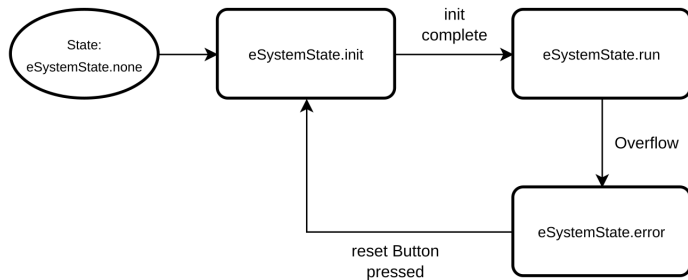 State:
eSystemState.none
eSystemState.init
init
complete
eSystemState.run
Overflow
eSystemState.error
reset Button
pressed